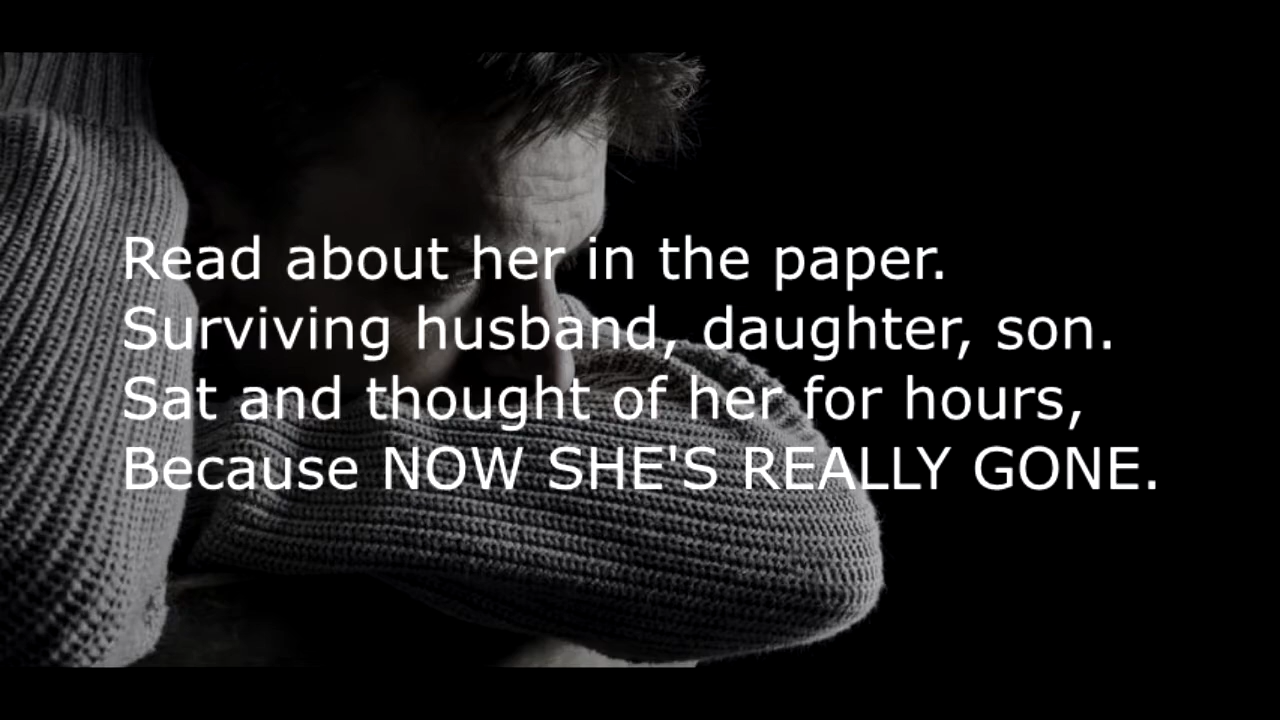 Read about her in the paper.
Surviving husband, daughter, son.
Sat and thought of her for hours,
Because NOW SHE'S REALLY GONE.